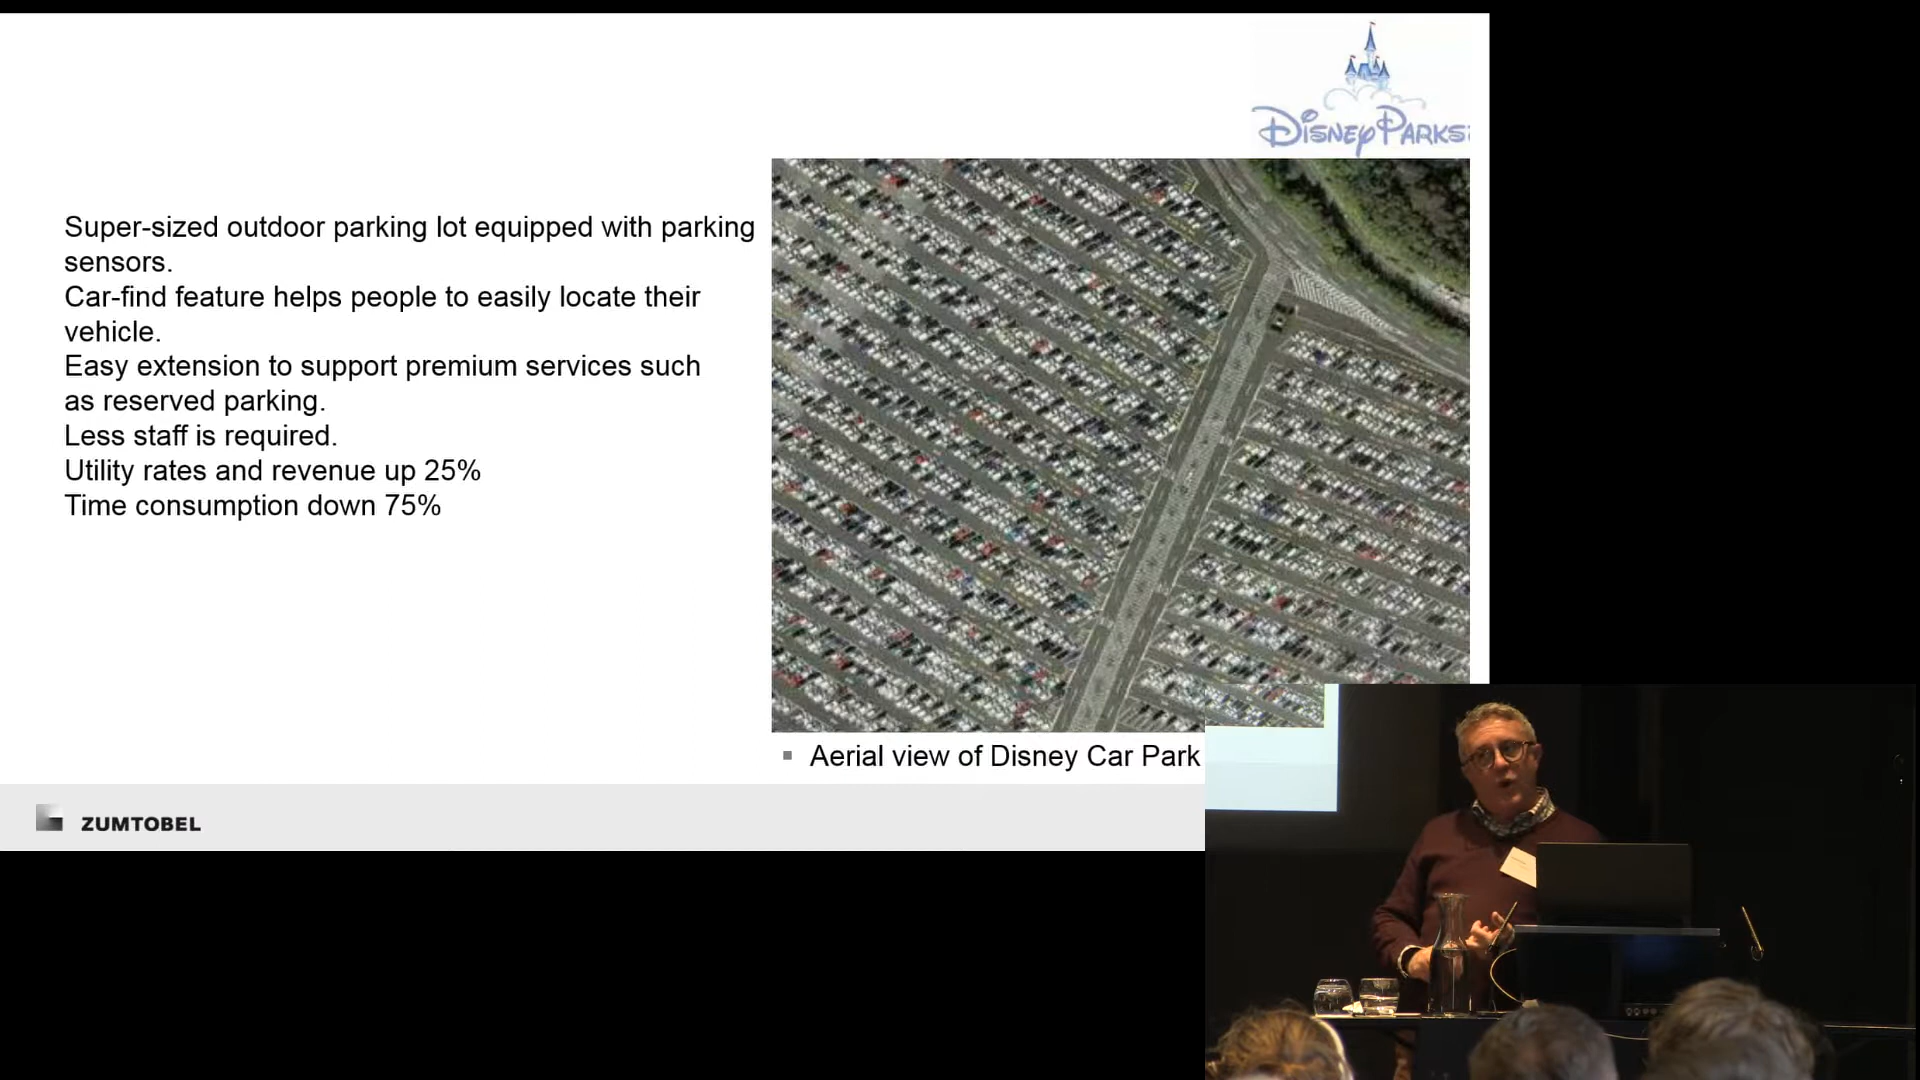 Disney Parks
Super-sized outdoor parking lot equipped with parking
sensors.
Car-find feature helps people to easily locate their
vehicle.
Easy extension to support premium services such
as reserved parking.
Less staff is required.
Utility rates and revenue up 25%
Time consumption down 75%
▪ Aerial view of Disney Car Park
ZUMTOBEL